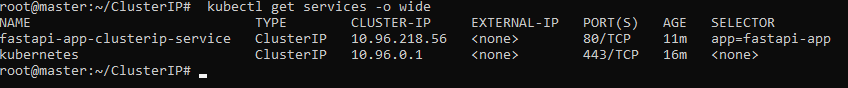 root@master:~/ClusterIP#  kubectl get services -o wide
NAME                            TYPE        CLUSTER-IP      EXTERNAL-IP   PORT(S)   AGE   SELECTOR
fastapi-app-clusterip-service   ClusterIP   10.96.218.56    <none>        80/TCP    11m   app=fastapi-app
kubernetes                      ClusterIP   10.96.0.1       <none>        443/TCP   16m   <none>
root@master:~/ClusterIP#